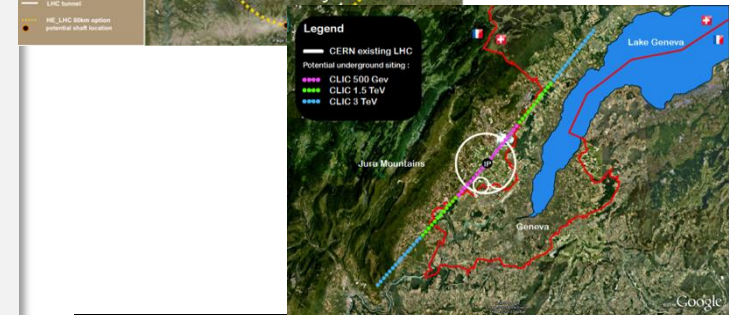 LHC tunnel
HE_LHC 80km option
potential shaft location
Legend
CERN existing LHC
Potential underground siting :
CLIC 500 Gev
CLIC 1.5 TeV
CLIC 3 TeV
Lake Geneva
Jura Mountains
IP
Geneva
Google